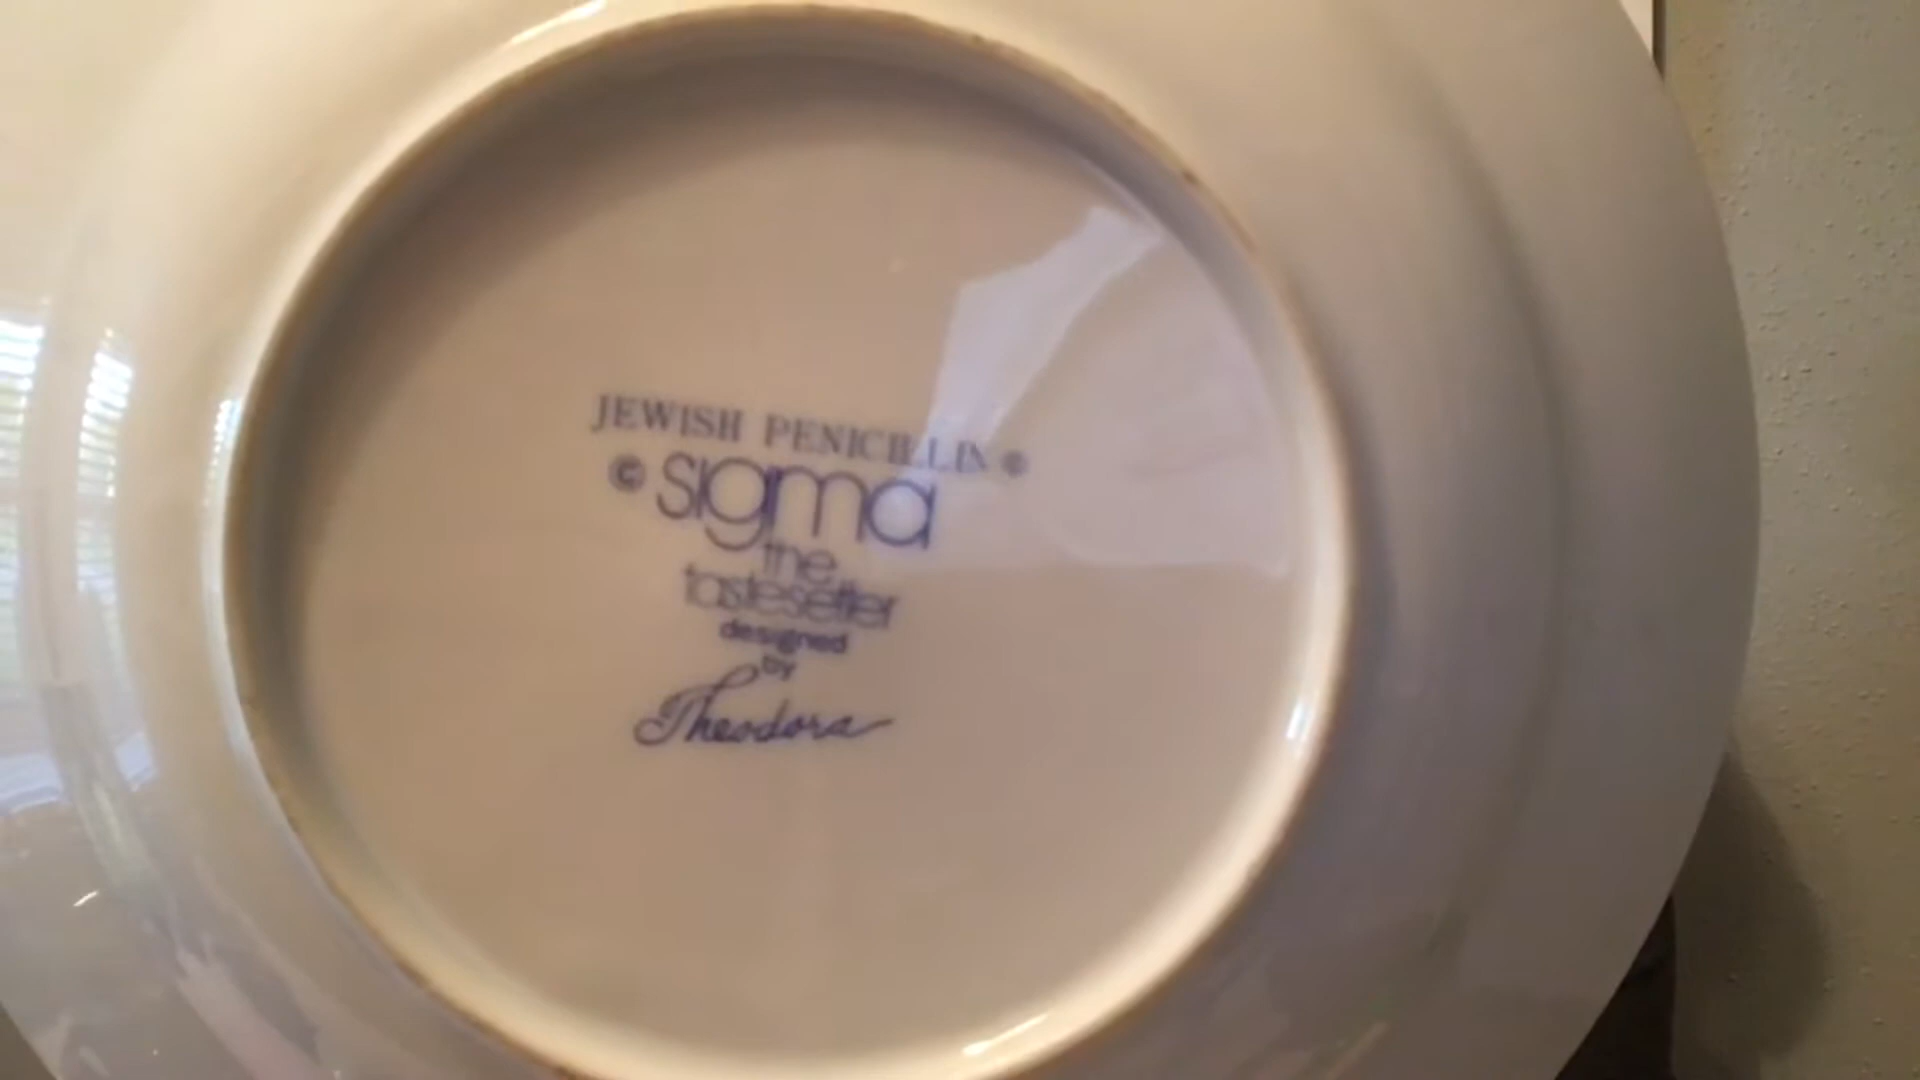 JEWISH PENICILLIN ©
© sigma
the
tastesetter
designed
by
Theodora